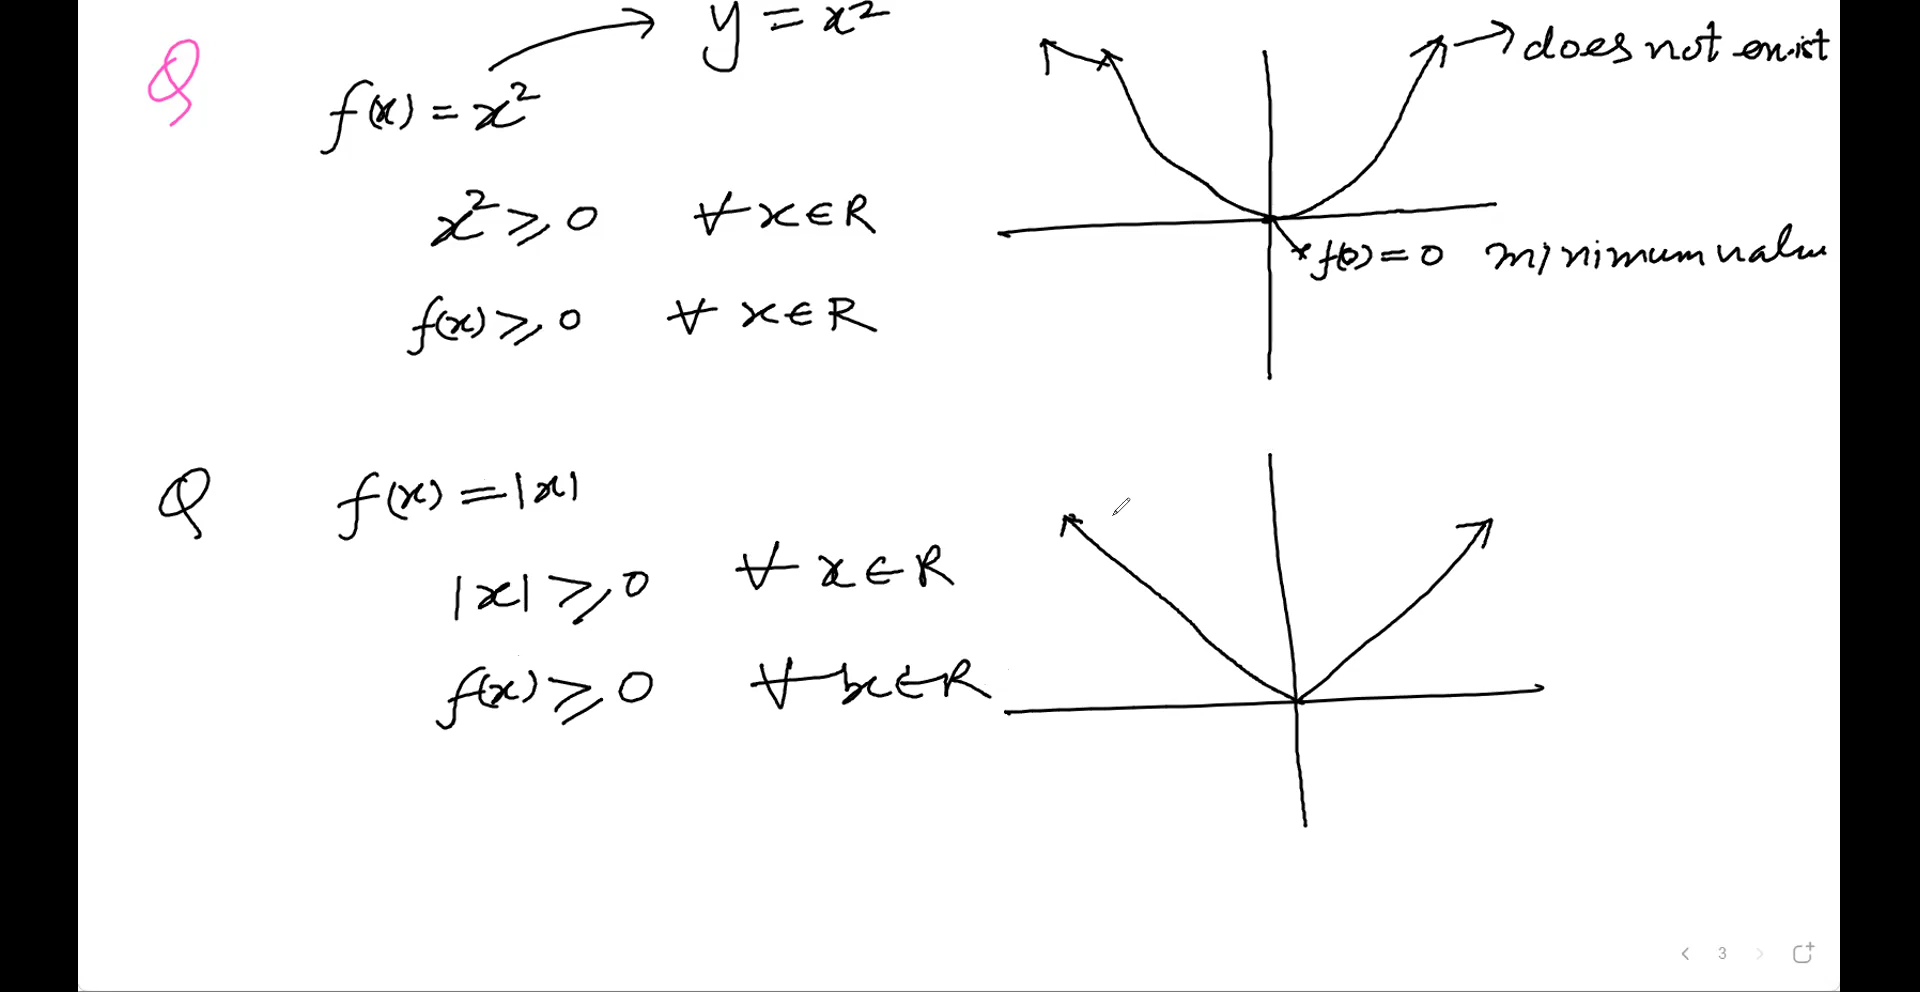 y = x²
Q f(x) = x²
x² ≥ 0 ∀ x ∈ R
f(x) ≥ 0 ∀ x ∈ R
does not exist
f(0) = 0 minimum value
Q f(x) = |x|
|x| ≥ 0 ∀ x ∈ R
f(x) ≥ 0 ∀ x ∈ R
3